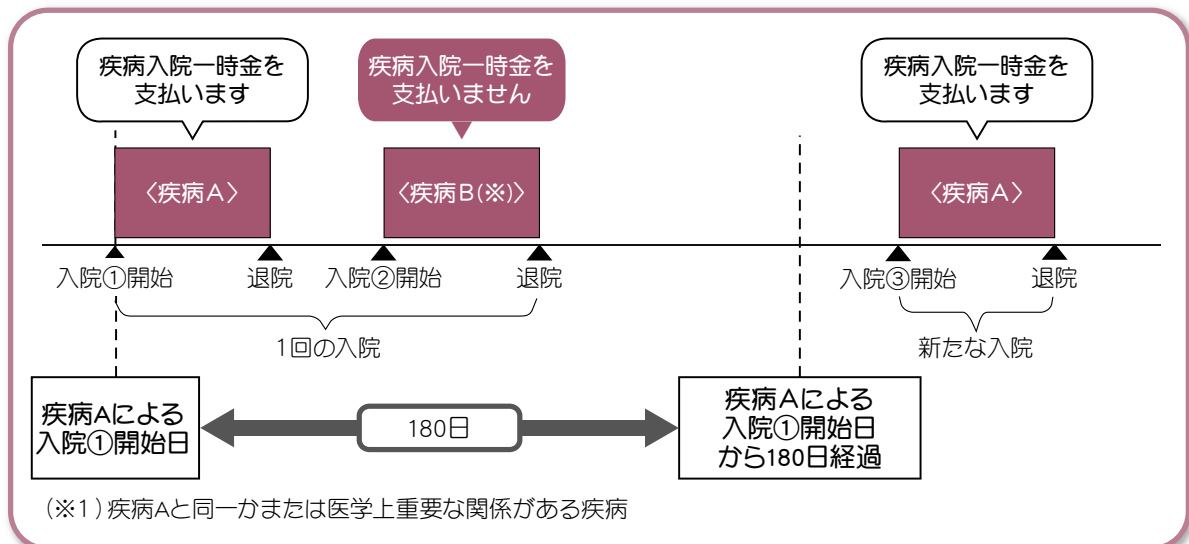 疾病入院一時金を
支払います
疾病入院一時金を
支払いません
疾病入院一時金を
支払います
〈疾病A〉
〈疾病B(※)〉
〈疾病A〉
入院①開始
退院
入院②開始
退院
入院③開始
退院
1回の入院
新たな入院
疾病Aによる
入院①開始日
180日
疾病Aによる
入院①開始日
から180日経過
(※1)疾病Aと同一かまたは医学上重要な関係がある疾病